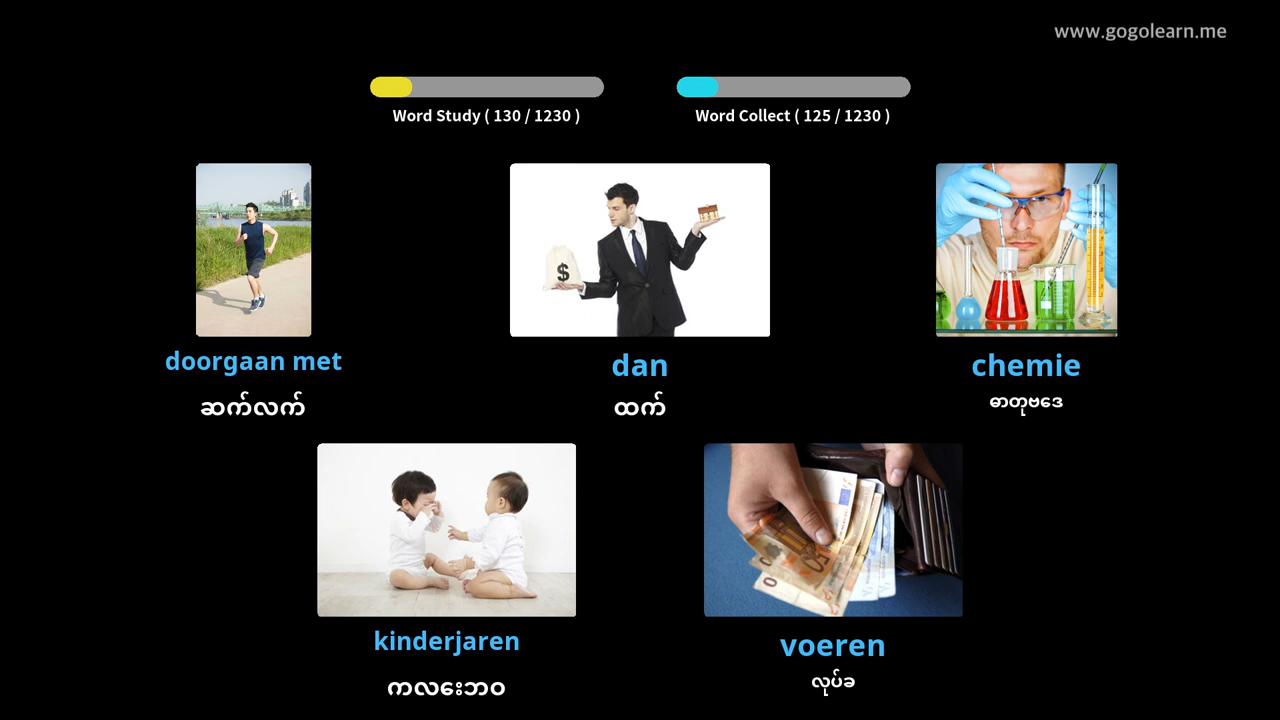 www.gogolearn.me
Word Study ( 130 / 1230 )
Word Collect ( 125 / 1230 )
$
doorgaan met
ဆက်လက်
dan
ထက်
chemie
ဓာတုဗဒေ
50
kinderjaren
ကလေးဘဝ
voeren
လုပ်ခ